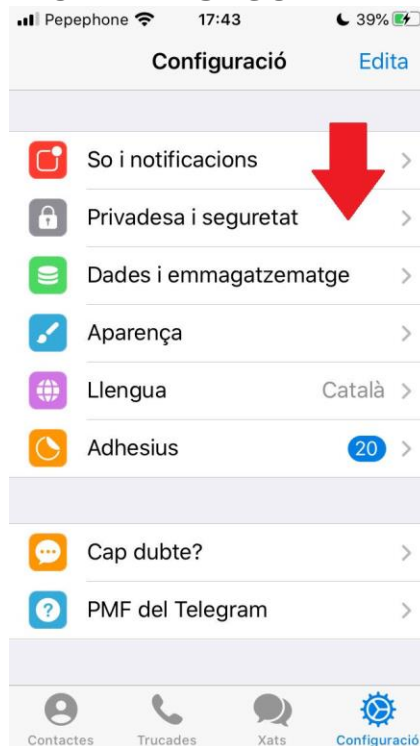 Pepephone 17:43 39%
Configuració Edita
So i notificacions
Privadesa i seguretat
Dades i emmagatzematge
Aparença
Llengua Català
Adhesius 20
Cap dubte?
PMF del Telegram
Contactes Trucades Xats Configuració